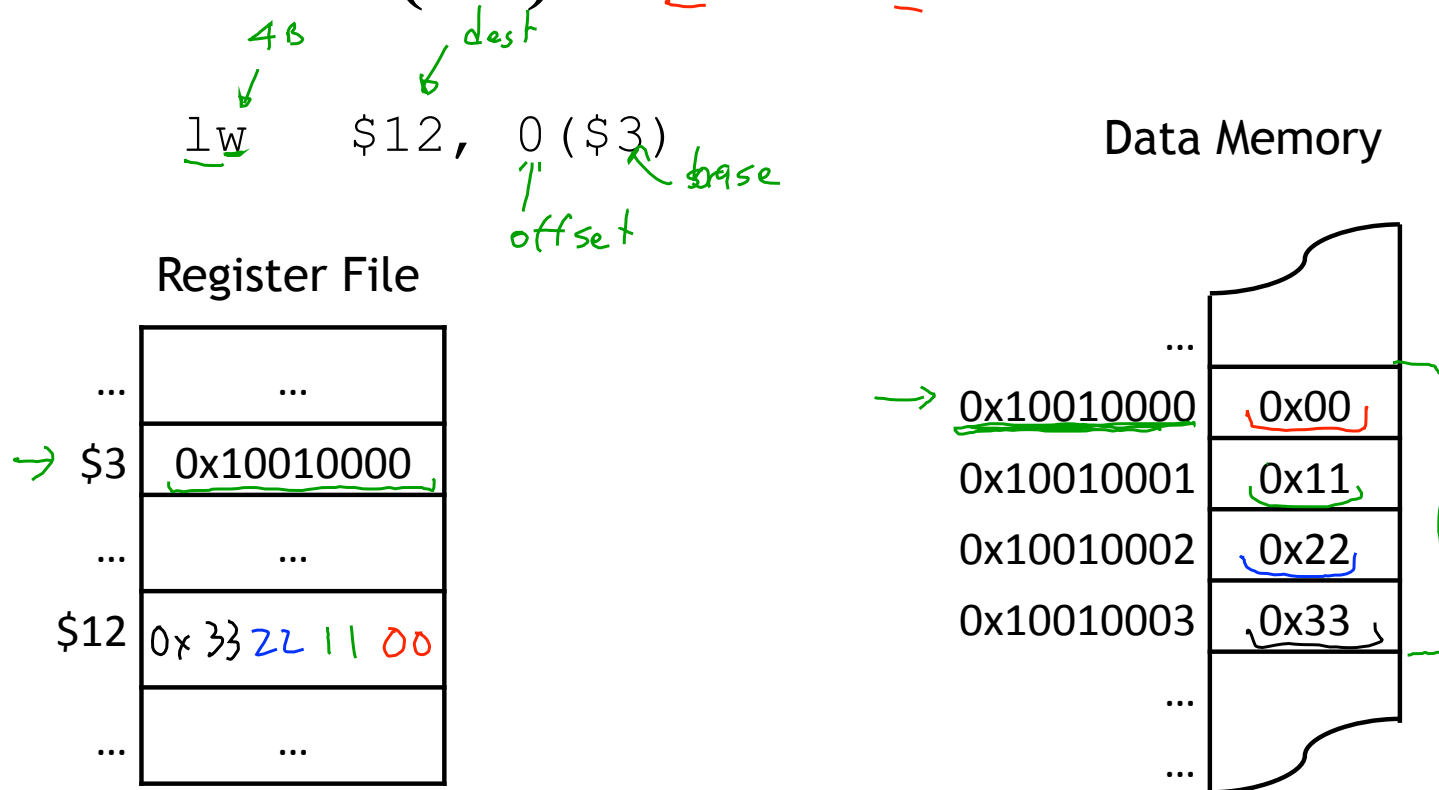 4B dest
lw $12, 0($3)
base
offset
Data Memory
Register File
... ...
$3 0x10010000
... ...
$12 0x33221100
... ...
...
0x10010000 0x00
0x10010001 0x11
0x10010002 0x22
0x10010003 0x33
...
...